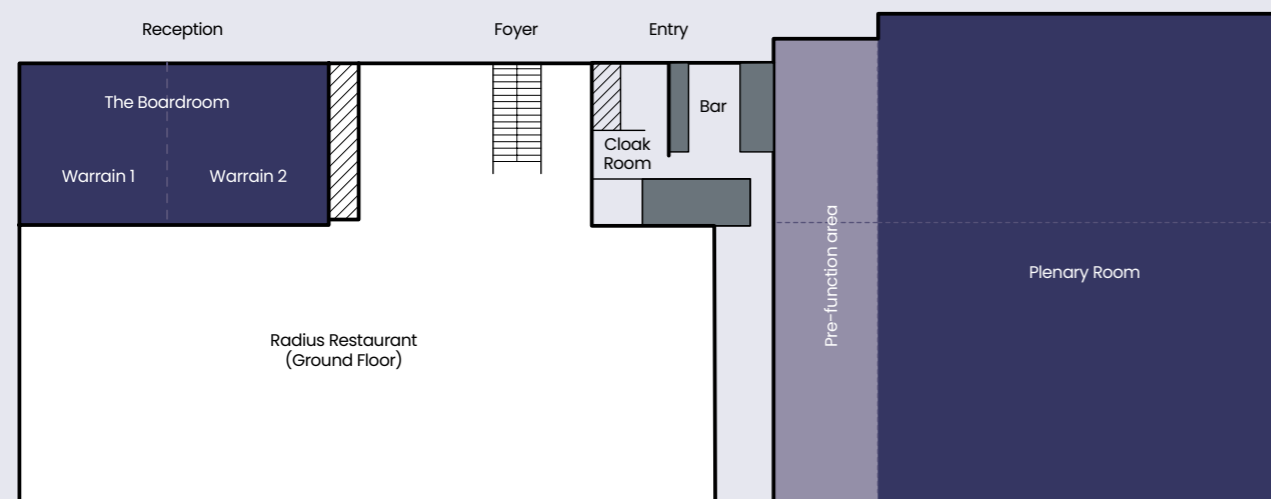 Reception
Foyer
Entry
The Boardroom
Warrain 1
Warrain 2
Bar
Cloak
Room
Pre-function area
Plenary Room
Radius Restaurant
(Ground Floor)